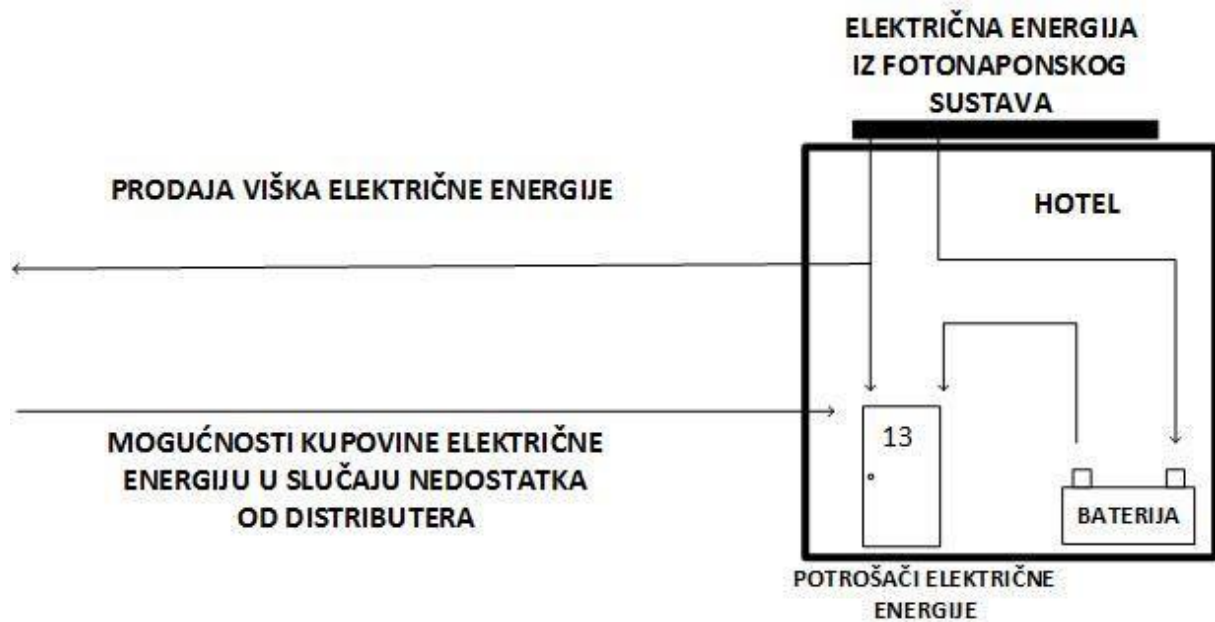 ELEKTRIČNA ENERGIJA
IZ FOTONAPONSKOG
SUSTAVA
PRODAJA VIŠKA ELEKTRIČNE ENERGIJE
HOTEL
MOGUĆNOSTI KUPOVINE ELEKTRIČNE
ENERGIJU U SLUČAJU NEDOSTATKA
OD DISTRIBUTERA
13
BATERIJA
POTROŠAČI ELEKTRIČNE
ENERGIJE